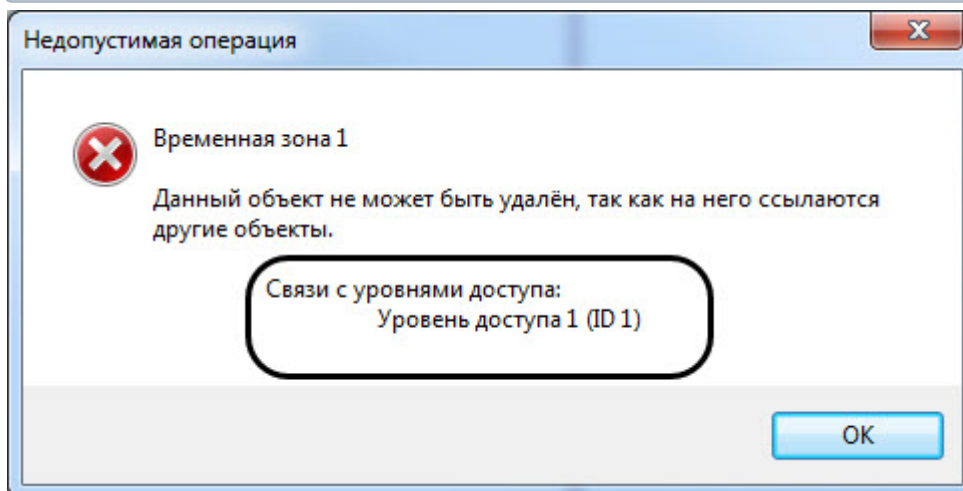 Недопустимая операция
Временная зона 1
Данный объект не может быть удалён, так как на него ссылаются
другие объекты.
Связи с уровнями доступа:
Уровень доступа 1 (ID 1)
OK